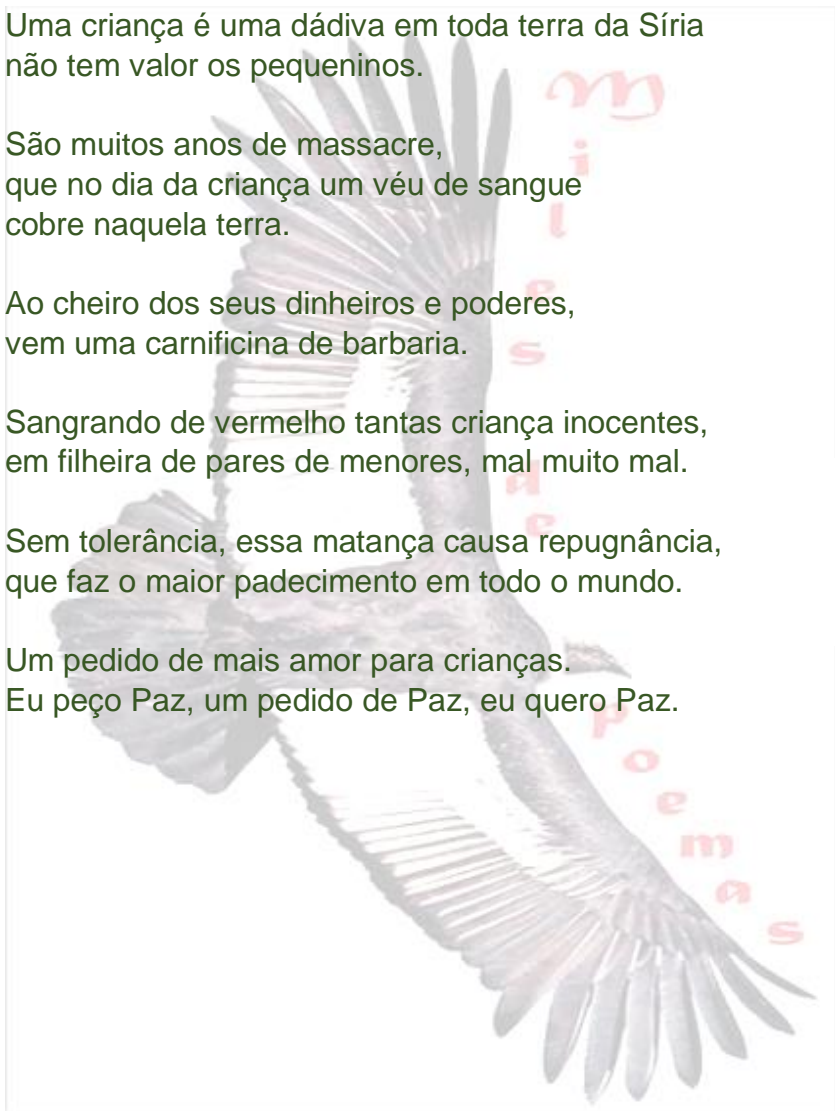 Uma criança é uma dádiva em toda terra da Síria
não tem valor os pequeninos.
São muitos anos de massacre,
que no dia da criança um véu de sangue
cobre naquela terra.
Ao cheiro dos seus dinheiros e poderes,
vem uma carnificina de barbaria.
Sangrando de vermelho tantas criança inocentes,
em filheira de pares de menores, mal muito mal.
Sem tolerância, essa matança causa repugnância,
que faz o maior padecimento em todo o mundo.
Um pedido de mais amor para crianças.
Eu peço Paz, um pedido de Paz, eu quero Paz.
Miles de Poemas